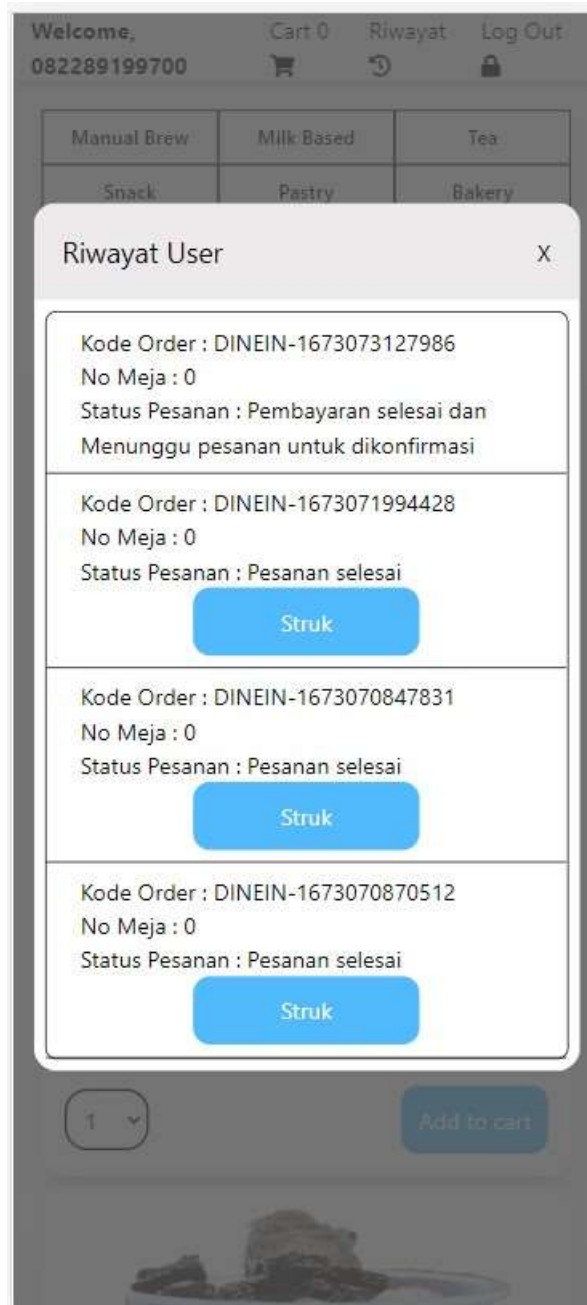 Welcome, Cart 0 Riwayat Log Out
082289199700
Manual Brew Milk Based Tea
Snack Pastry Bakery
Riwayat User X
Kode Order : DINEIN-1673073127986
No Meja : 0
Status Pesanan : Pembayaran selesai dan
Menunggu pesanan untuk dikonfirmasi
Kode Order : DINEIN-1673071994428
No Meja : 0
Status Pesanan : Pesanan selesai
Struk
Kode Order : DINEIN-1673070847831
No Meja : 0
Status Pesanan : Pesanan selesai
Struk
Kode Order : DINEIN-1673070870512
No Meja : 0
Status Pesanan : Pesanan selesai
Struk
1 Add to cart